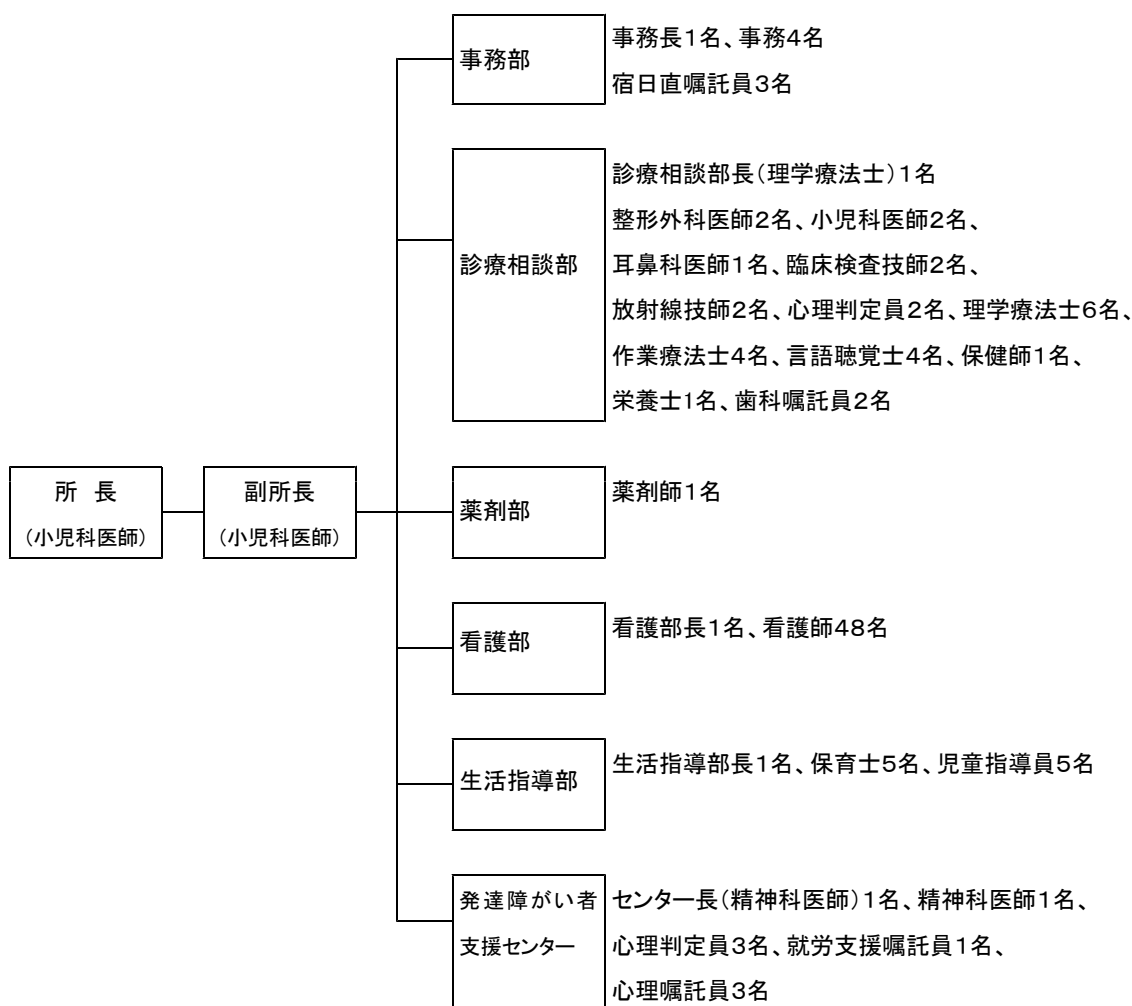 事務部
事務長1名、事務4名
宿日直嘱託員3名
診療相談部
診療相談部長(理学療法士)1名
整形外科医師2名、小児科医師2名、
耳鼻科医師1名、臨床検査技師2名、
放射線技師2名、心理判定員2名、理学療法士6名、
作業療法士4名、言語聴覚士4名、保健師1名、
栄養士1名、歯科嘱託員2名
所 長
(小児科医師)
副所長
(小児科医師)
薬剤部
薬剤師1名
看護部
看護部長1名、看護師48名
生活指導部
生活指導部長1名、保育士5名、児童指導員5名
発達障がい者
支援センター
センター長(精神科医師)1名、精神科医師1名、
心理判定員3名、就労支援嘱託員1名、
心理嘱託員3名